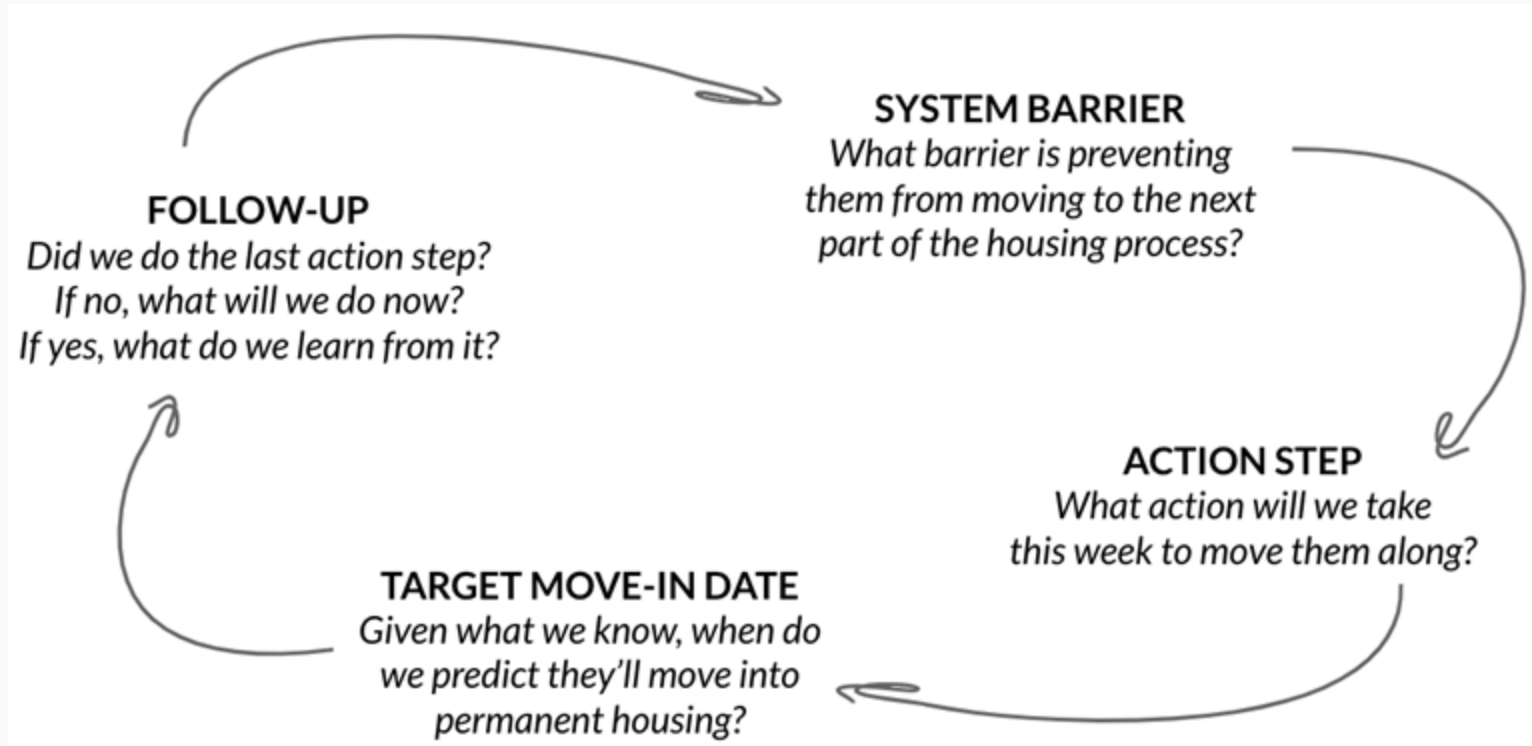 SYSTEM BARRIER
What barrier is preventing
them from moving to the next
part of the housing process?
ACTION STEP
What action will we take
this week to move them along?
TARGET MOVE-IN DATE
Given what we know, when do
we predict they’ll move into
permanent housing?
FOLLOW-UP
Did we do the last action step?
If no, what will we do now?
If yes, what do we learn from it?